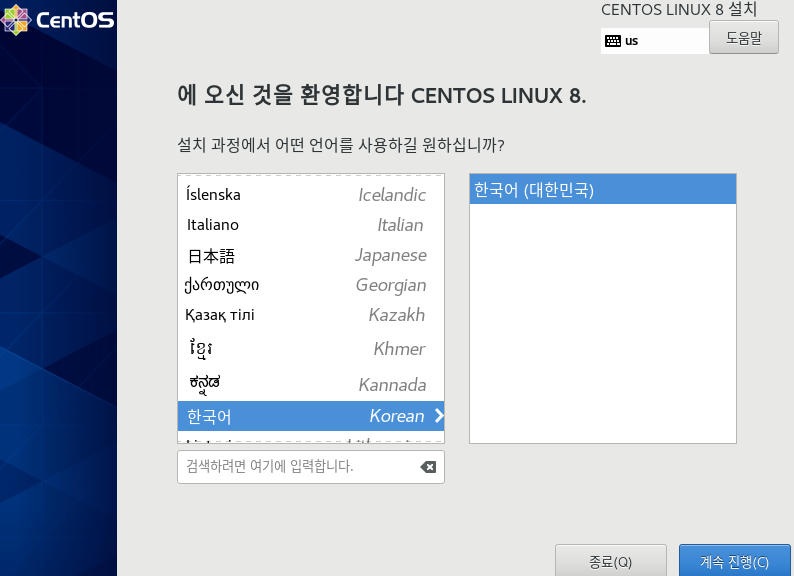 CentOS
CENTOS LINUX 8 설치
us
도움말
에 오신 것을 환영합니다 CENTOS LINUX 8.
설치 과정에서 어떤 언어를 사용하길 원하십니까?
Íslenska Icelandic
Italiano Italian
日本語 Japanese
ქართული Georgian
Қазақ тілі Kazakh
ខ្មែរ Khmer
ಕನ್ನಡ Kannada
한국어 Korean
한국어 (대한민국)
검색하려면 여기에 입력합니다.
종료(Q)
계속 진행(C)